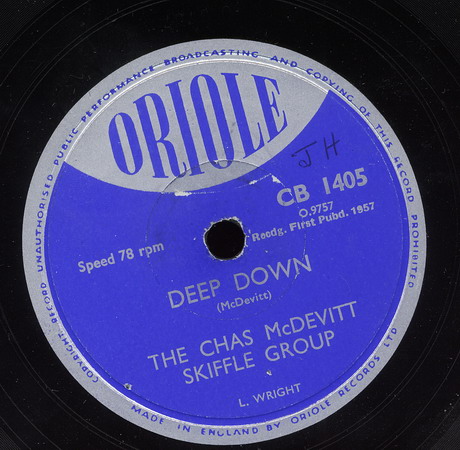 COPYRIGHT RECORD UNAUTHORISED PUBLIC PERFORMANCE BROADCASTING AND COPYING OF THIS RECORD PROHIBITED
ORIOLE
JH
CB 1405
O.9757
Speed 78 rpm
Recdg. First Pubd. 1957
DEEP DOWN
(McDevitt)
THE CHAS McDEVITT
SKIFFLE GROUP
L. WRIGHT
MADE IN ENGLAND BY ORIOLE RECORDS LTD